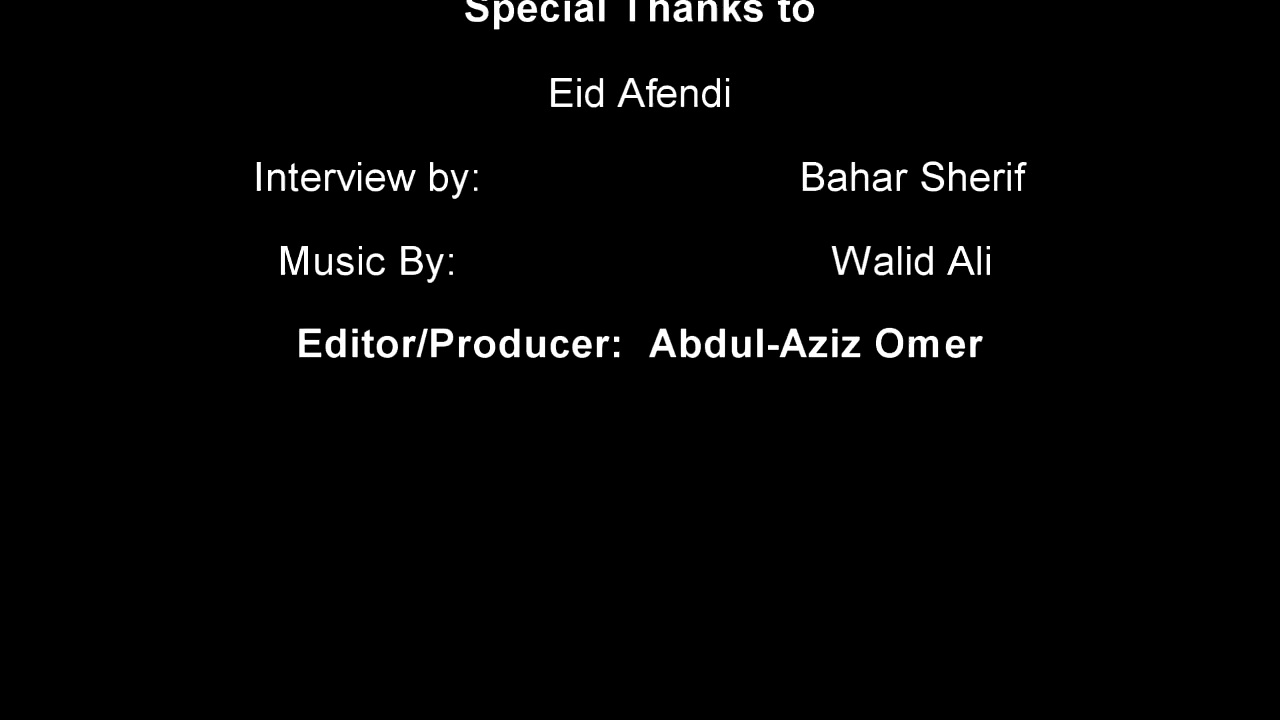 Special Thanks to
Eid Afendi
Interview by: Bahar Sherif
Music By: Walid Ali
Editor/Producer: Abdul-Aziz Omer